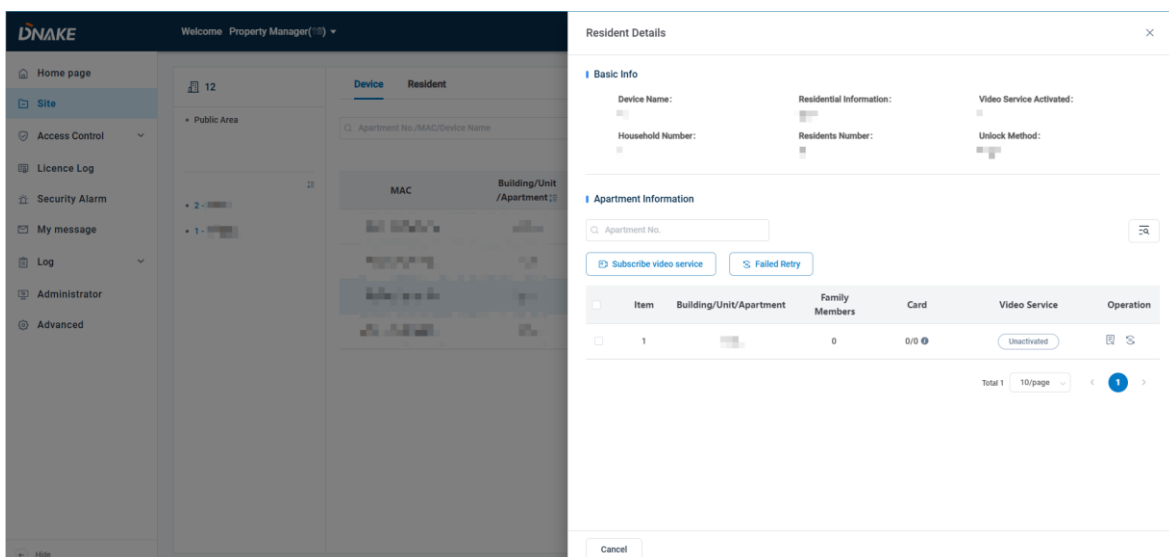 DNAKE
Welcome Property Manager( )
Home page
Site
Access Control
Licence Log
Security Alarm
My message
Log
Administrator
Advanced
Hide
12
Public Area
2 -
1 -
Device Resident
Apartment No./MAC/Device Name
MAC
Building/Unit
/Apartment
Resident Details
Basic Info
Device Name: Residential Information: Video Service Activated:
Household Number: Residents Number: Unlock Method:
Apartment Information
Apartment No.
Subscribe video service Failed Retry
Item Building/Unit/Apartment Family Members Card Video Service Operation
1 0 0/0 Unactivated
Total 1 10/page 1
Cancel